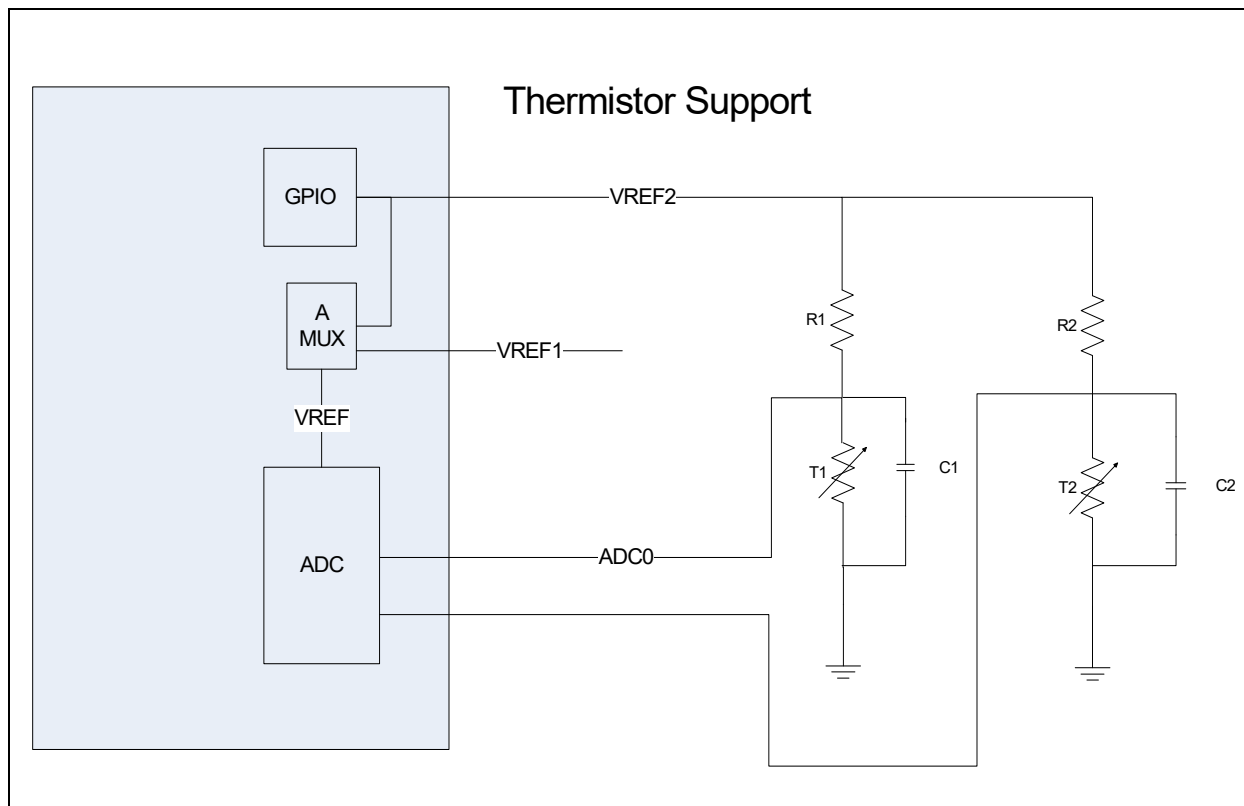 Thermistor Support
GPIO
VREF2
A
MUX
R1
R2
VREF1
VREF
T1
C1
T2
C2
ADC
ADC0